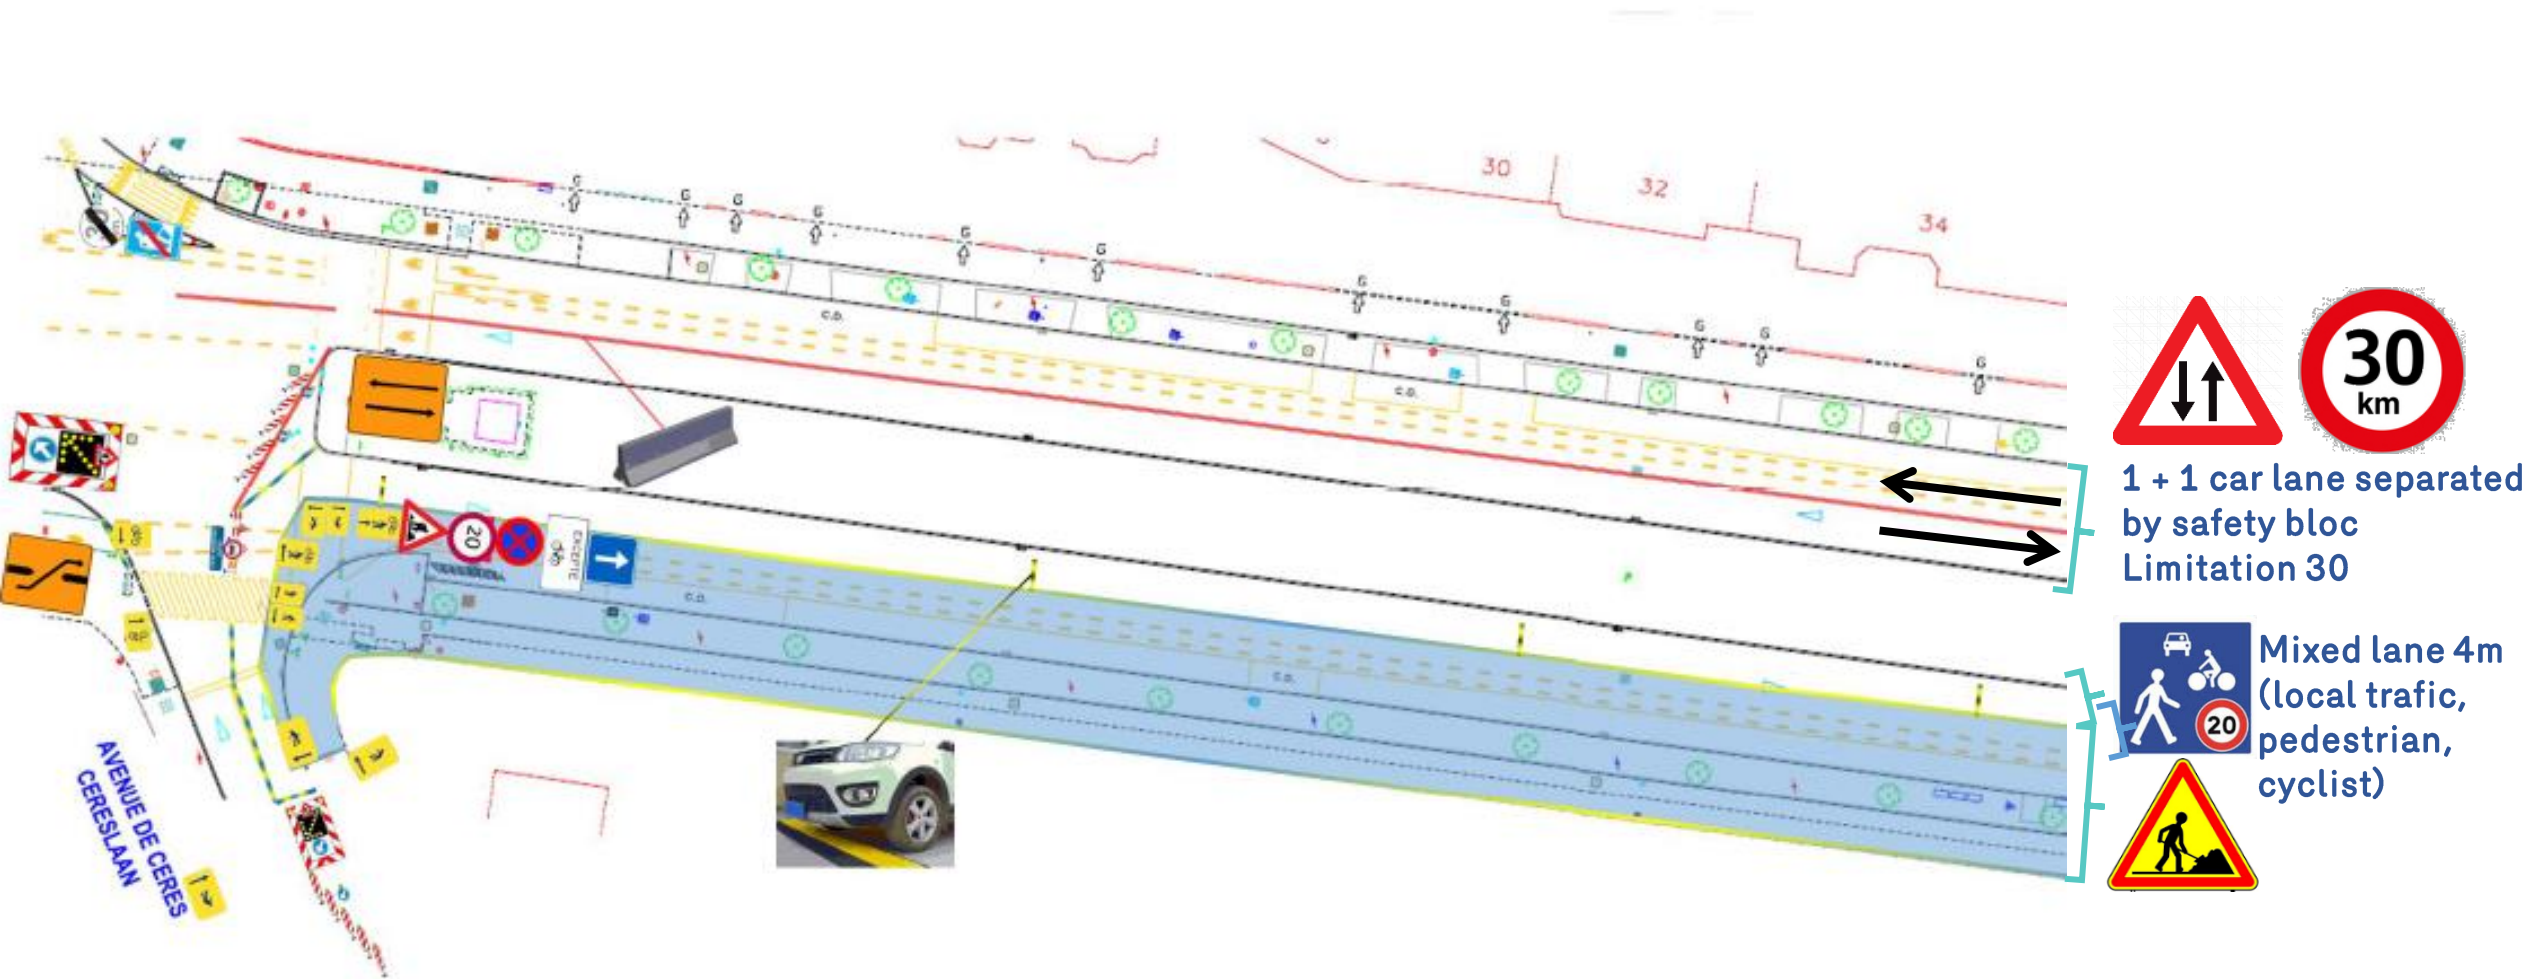 30
32
34
G
G
G
G
G
G
G
G
G
G
G
C.D.
C.D.
30
km
1 + 1 car lane separated
by safety bloc
Limitation 30
20
EXCEPTE
C.D.
C.D.
P
Mixed lane 4m
(local trafic,
pedestrian,
cyclist)
20
AVENUE DE CERES
CERESLAAN